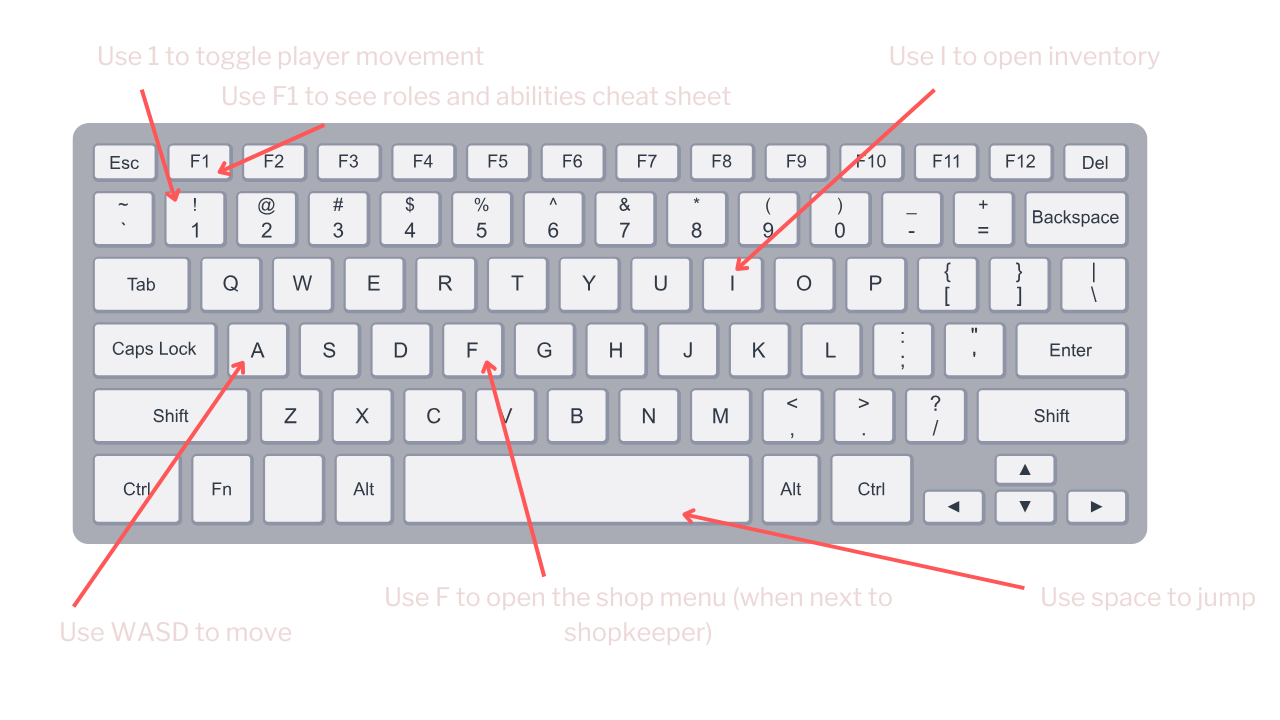 Use 1 to toggle player movement
Use I to open inventory
Use F1 to see roles and abilities cheat sheet
Esc F1 F2 F3 F4 F5 F6 F7 F8 F9 F10 F11 F12 Del
~ ! @ # $ % ^ & * ( ) _ +
` 1 2 3 4 5 6 7 8 9 0 - = Backspace
Tab Q W E R T Y U I O P { [ } ] | \
Caps Lock A S D F G H J K L : ; " ' Enter
Shift Z X C V B N M < , > . ? / Shift
Ctrl Fn Alt Alt Ctrl ▲
◄ ▼ ►
Use F to open the shop menu (when next to
shopkeeper)
Use space to jump
Use WASD to move